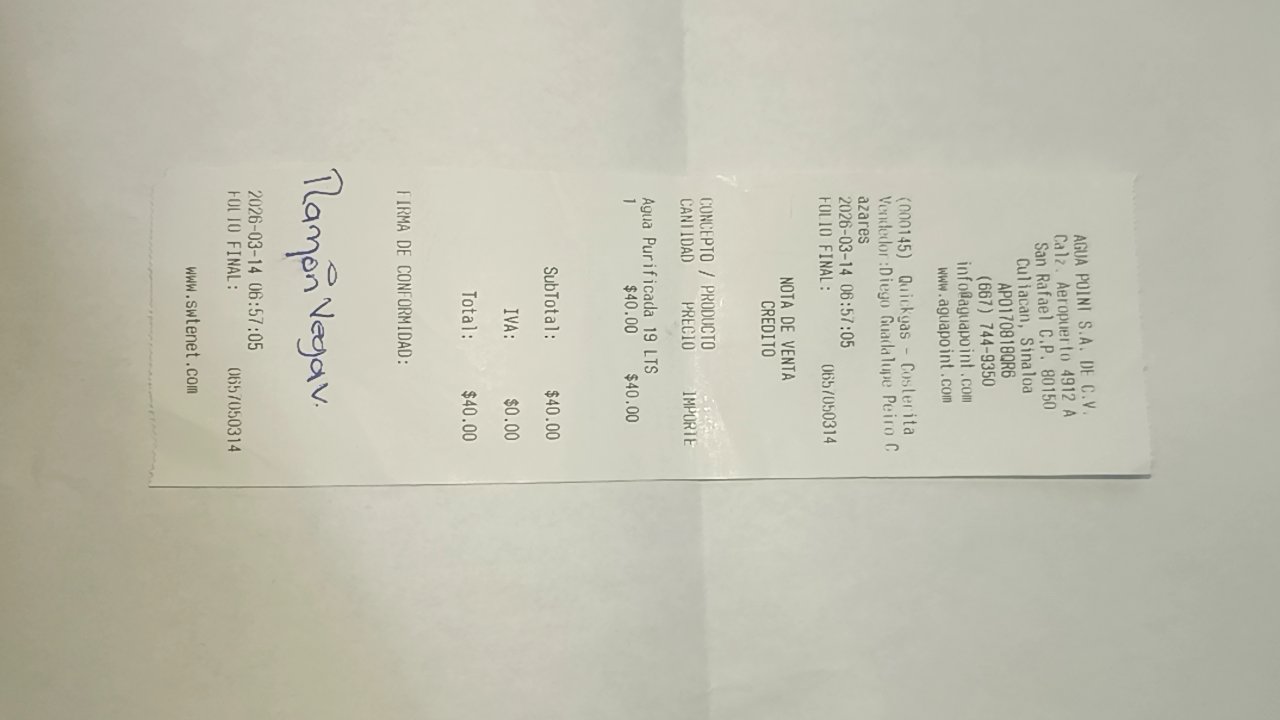 AGUA POINT S.A. DE C.V.
Calz. Aeropuerto 4912 A
San Rafael C.P. 80150
Culiacan, Sinaloa
APO170818QR6
(667) 744-9350
info@aguapoint.com
www.aguapoint.com
(000145) Quickgas - Costerita
Vendedor:Diego Guadalupe Peiro C
azares
2026-03-14 06:57:05
FOLIO FINAL: 0657050314
NOTA DE VENTA
CREDITO
CONCEPTO / PRODUCTO
CANTIDAD PRECIO IMPORTE
Agua Purificada 19 LTS
1 $40.00 $40.00
SubTotal: $40.00
IVA: $0.00
Total: $40.00
FIRMA DE CONFORMIDAD:
Ramón Vega V.
2026-03-14 06:57:05
FOLIO FINAL: 0657050314
www.swtenet.com